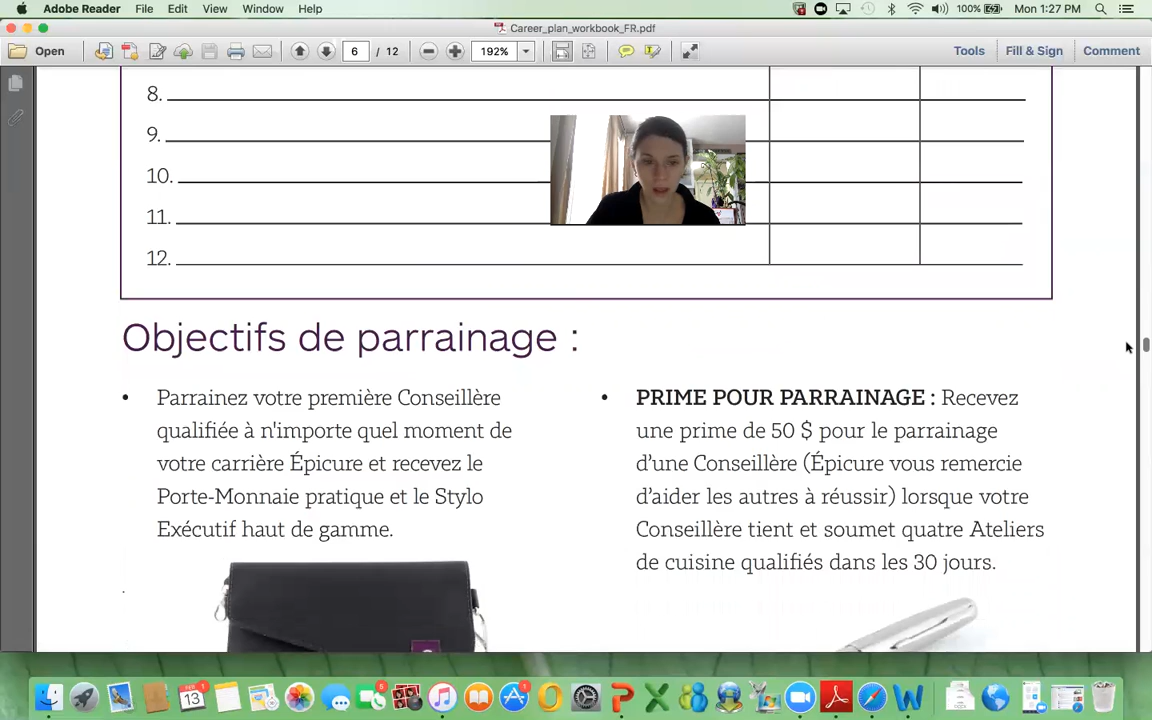 Adobe Reader File Edit View Window Help 100% Mon 1:27 PM
Career_plan_workbook_FR.pdf
Open 6 / 12 192% Tools Fill & Sign Comment
8.
9.
10.
11.
12.
Objectifs de parrainage :
• Parrainez votre première Conseillère
qualifiée à n'importe quel moment de
votre carrière Épicure et recevez le
Porte-Monnaie pratique et le Stylo
Exécutif haut de gamme.
• PRIME POUR PARRAINAGE : Recevez
une prime de 50 $ pour le parrainage
d'une Conseillère (Épicure vous remercie
d'aider les autres à réussir) lorsque votre
Conseillère tient et soumet quatre Ateliers
de cuisine qualifiés dans les 30 jours.
13
1
5